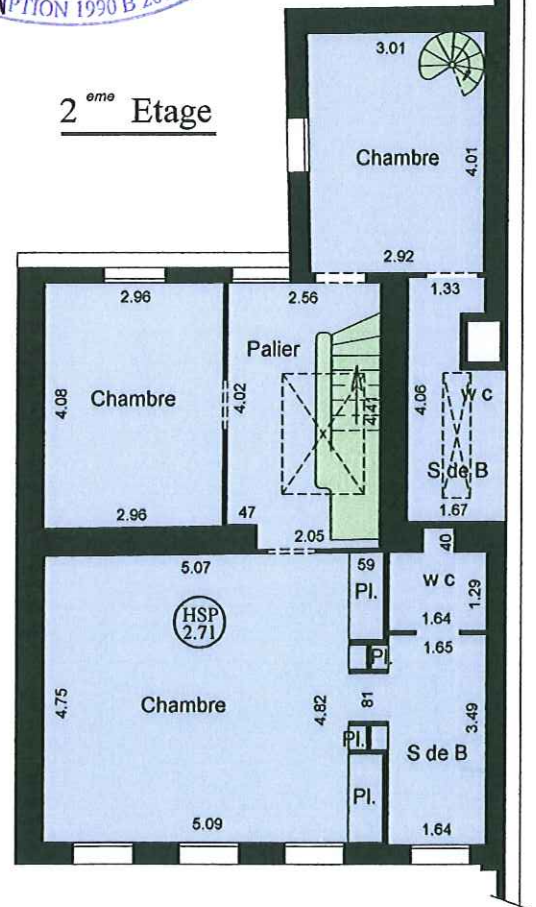 PTION 1990 B
2 eme Etage
3.01
Chambre
4.01
2.92
2.96
2.56
1.33
Palier
4.08
Chambre
4.02
4.41
4.06
W C
S de B
2.96
47
2.05
1.67
40
5.07
59
Pl.
W C
1.29
HSP
2.71
1.64
1.65
Pl.
4.75
Chambre
4.82
81
3.49
Pl.
S de B
Pl.
5.09
1.64